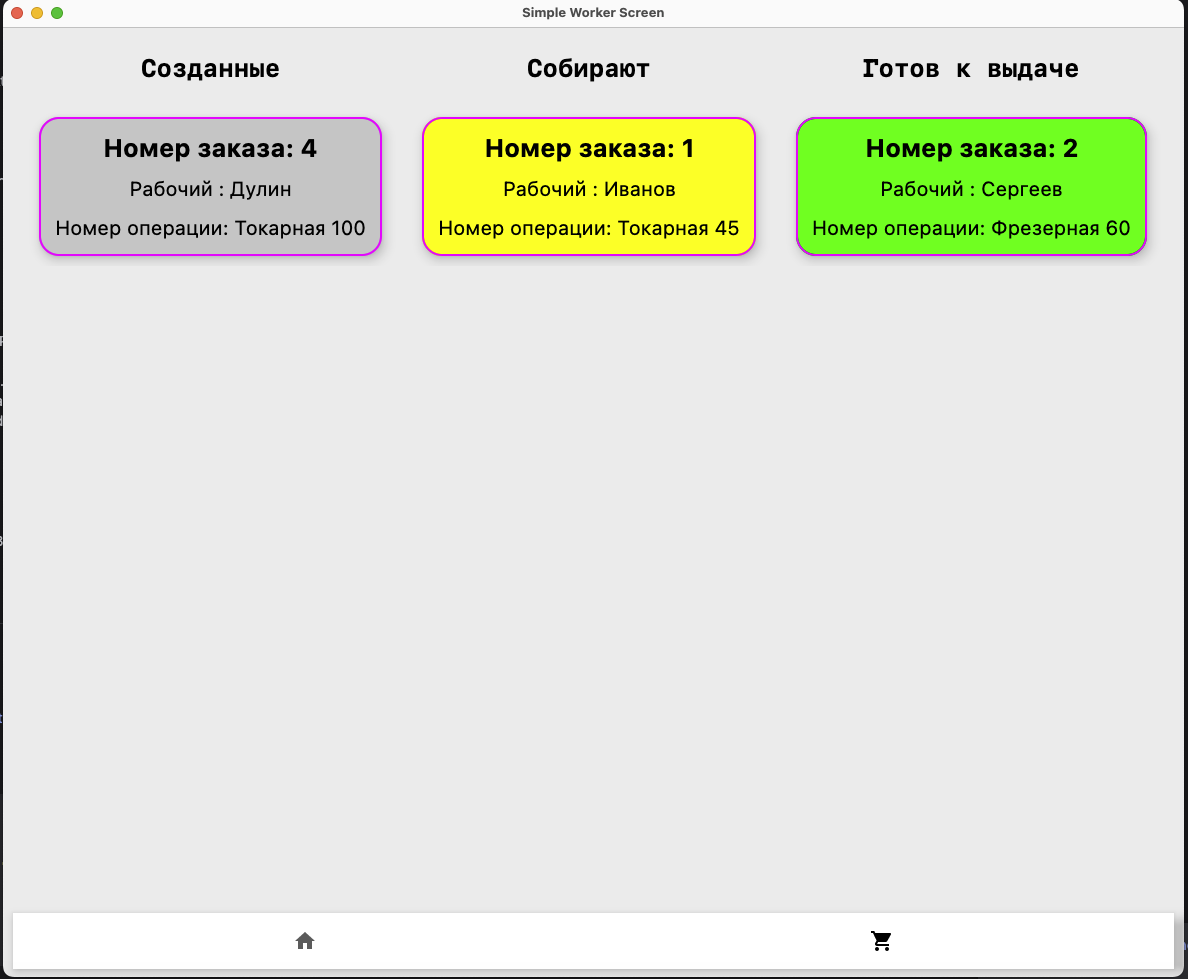 Simple Worker Screen
Созданные
Собирают
Готов к выдаче
Номер заказа: 4
Рабочий : Дулин
Номер операции: Токарная 100
Номер заказа: 1
Рабочий : Иванов
Номер операции: Токарная 45
Номер заказа: 2
Рабочий : Сергеев
Номер операции: Фрезерная 60